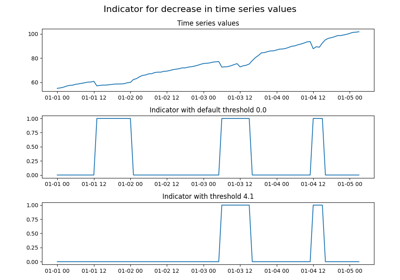 Indicator for decrease in time series values
Time series values
100
80
60
01-01 00 01-01 12 01-02 00 01-02 12 01-03 00 01-03 12 01-04 00 01-04 12 01-05 00
Indicator with default threshold 0.0
1.00
0.75
0.50
0.25
0.00
01-01 00 01-01 12 01-02 00 01-02 12 01-03 00 01-03 12 01-04 00 01-04 12 01-05 00
Indicator with threshold 4.1
1.00
0.75
0.50
0.25
0.00
01-01 00 01-01 12 01-02 00 01-02 12 01-03 00 01-03 12 01-04 00 01-04 12 01-05 00